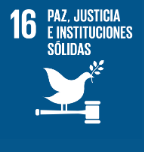 16 PAZ, JUSTICIA
E INSTITUCIONES
SÓLIDAS